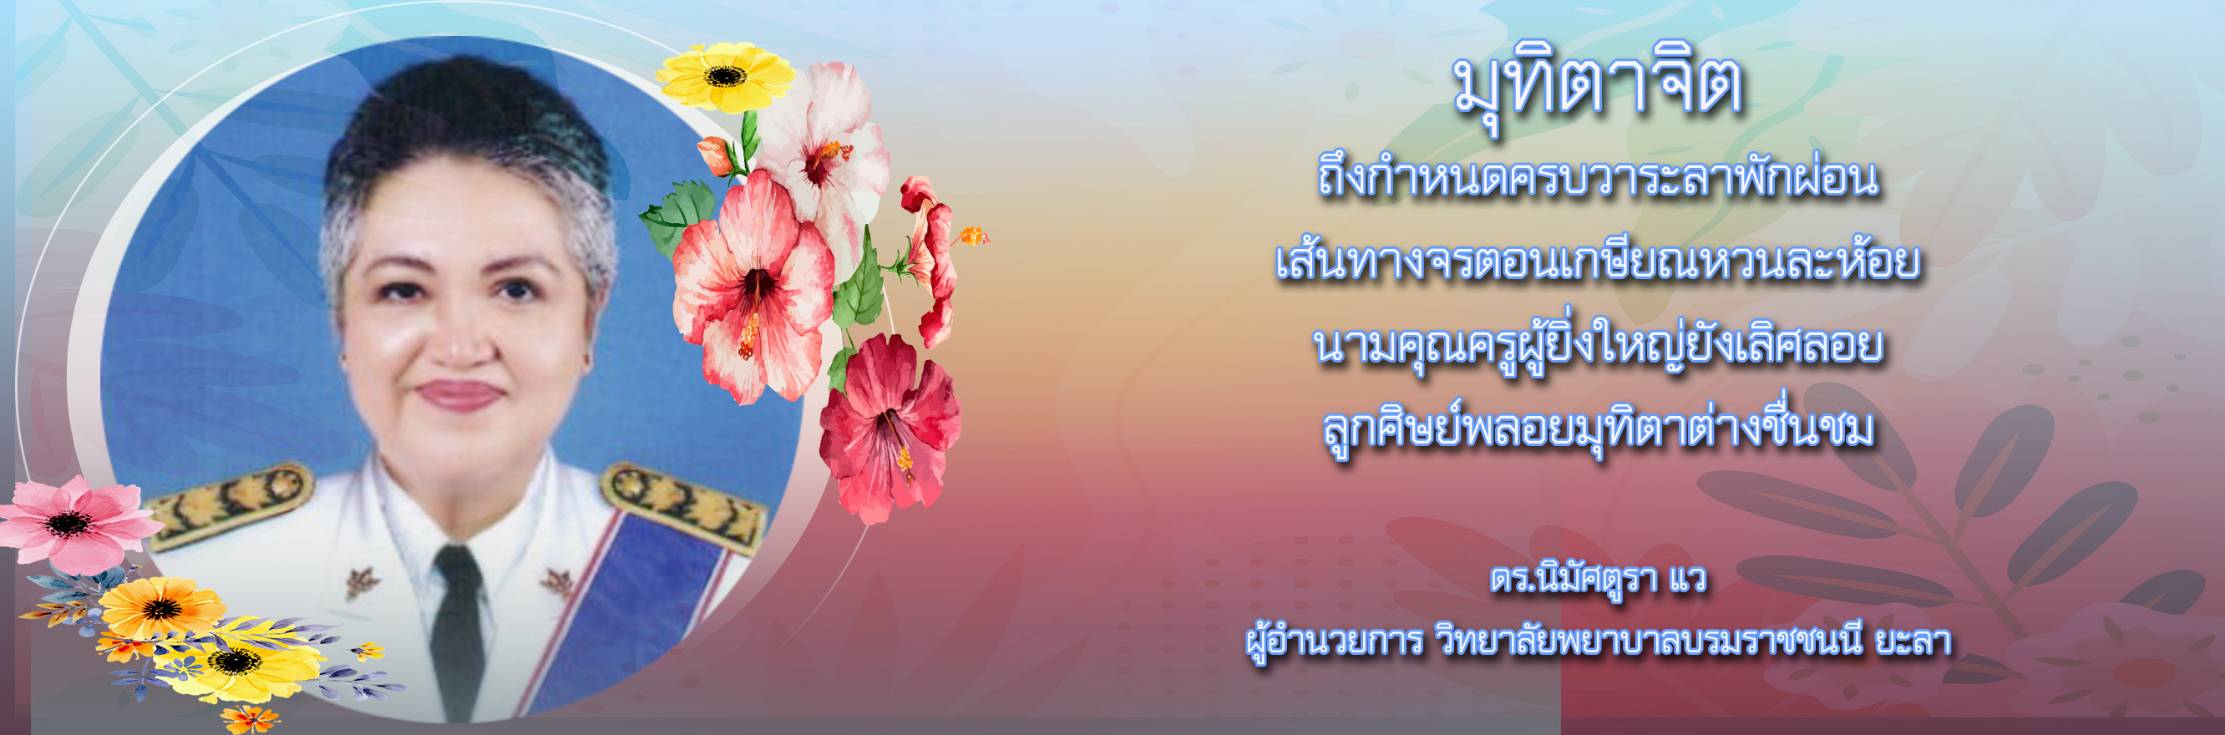 มุทิตาจิต
ถึงกำหนดครบวาระลาพักผ่อน
เส้นทางจรตอนเกษียณหวนละห้อย
นามคุณครูผู้ยิ่งใหญ่ยังเลิศลอย
ลูกศิษย์พลอยมุทิตาต่างชื่นชม
ดร.นิมัศตูรา แว
ผู้อำนวยการ วิทยาลัยพยาบาลบรมราชชนนี ยะลา